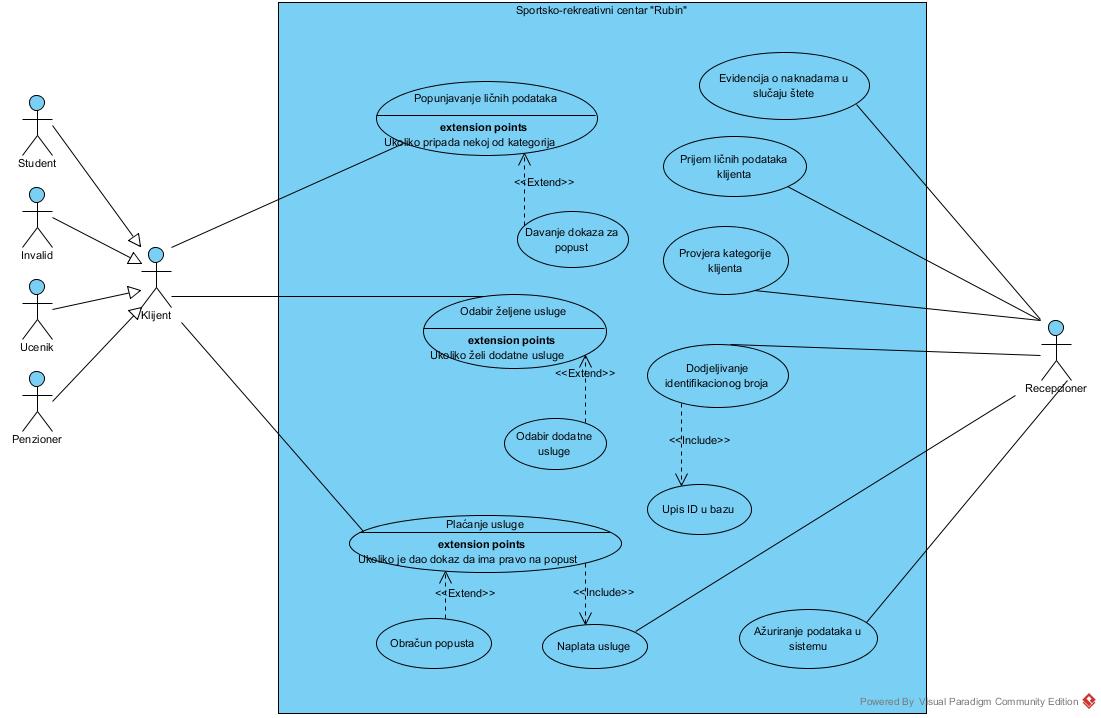 Sportsko-rekreativni centar "Rubin"
Student
Invalid
Ucenik
Penzioner
Klijent
Popunjavanje ličnih podataka
extension points
Ukoliko pripada nekoj od kategorija
<<Extend>>
Davanje dokaza za
popust
Odabir željene usluge
extension points
Ukoliko želi dodatne usluge
<<Extend>>
Odabir dodatne
usluge
Plaćanje usluge
extension points
Ukoliko je dao dokaz da ima pravo na popust
<<Extend>>
<<Include>>
Obračun popusta
Naplata usluge
Evidencija o naknadama u
slučaju štete
Prijem ličnih podataka
klijenta
Provjera kategorije
klijenta
Dodjeljivanje
identifikacionog broja
<<Include>>
Upis ID u bazu
Ažuriranje podataka u
sistemu
Recepcioner
Powered By Visual Paradigm Community Edition